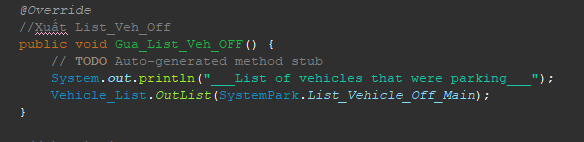 @Override
//Xuất List_Veh_Off
public void Gua_List_Veh_OFF() {
// TODO Auto-generated method stub
System.out.println("___List of vehicles that were parking___");
Vehicle_List.OutList(SystemPark.List_Vehicle_Off_Main);
}